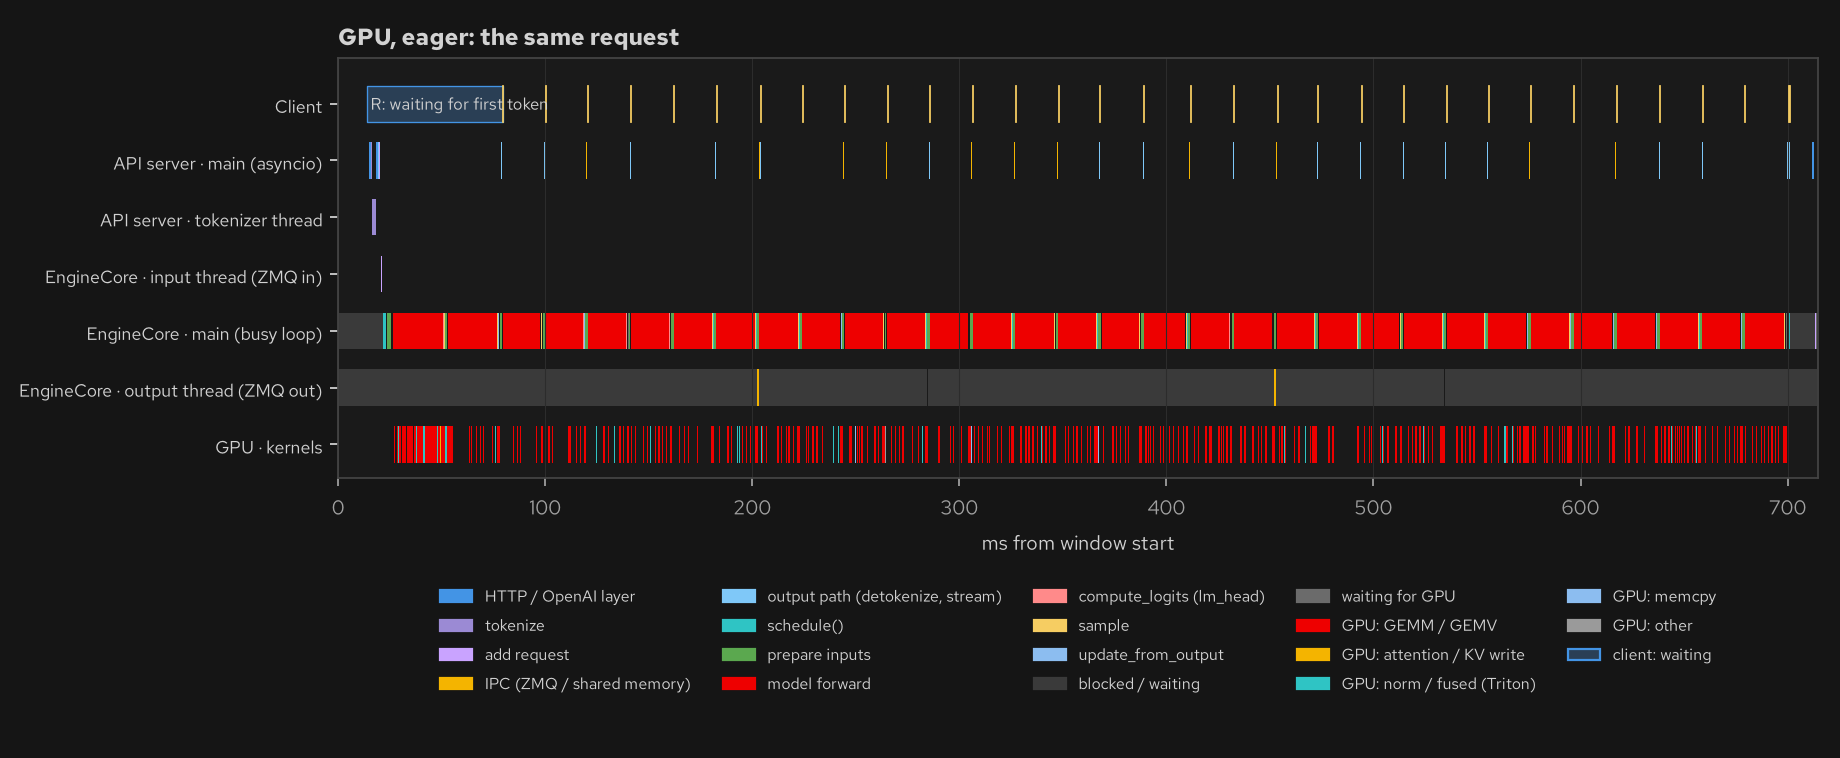 GPU, eager: the same request
Client
R: waiting for first token
API server · main (asyncio)
API server · tokenizer thread
EngineCore · input thread (ZMQ in)
EngineCore · main (busy loop)
EngineCore · output thread (ZMQ out)
GPU · kernels
0 100 200 300 400 500 600 700
ms from window start
HTTP / OpenAI layer
tokenize
add request
IPC (ZMQ / shared memory)
output path (detokenize, stream)
schedule()
prepare inputs
model forward
compute_logits (lm_head)
sample
update_from_output
blocked / waiting
waiting for GPU
GPU: GEMM / GEMV
GPU: attention / KV write
GPU: norm / fused (Triton)
GPU: memcpy
GPU: other
client: waiting